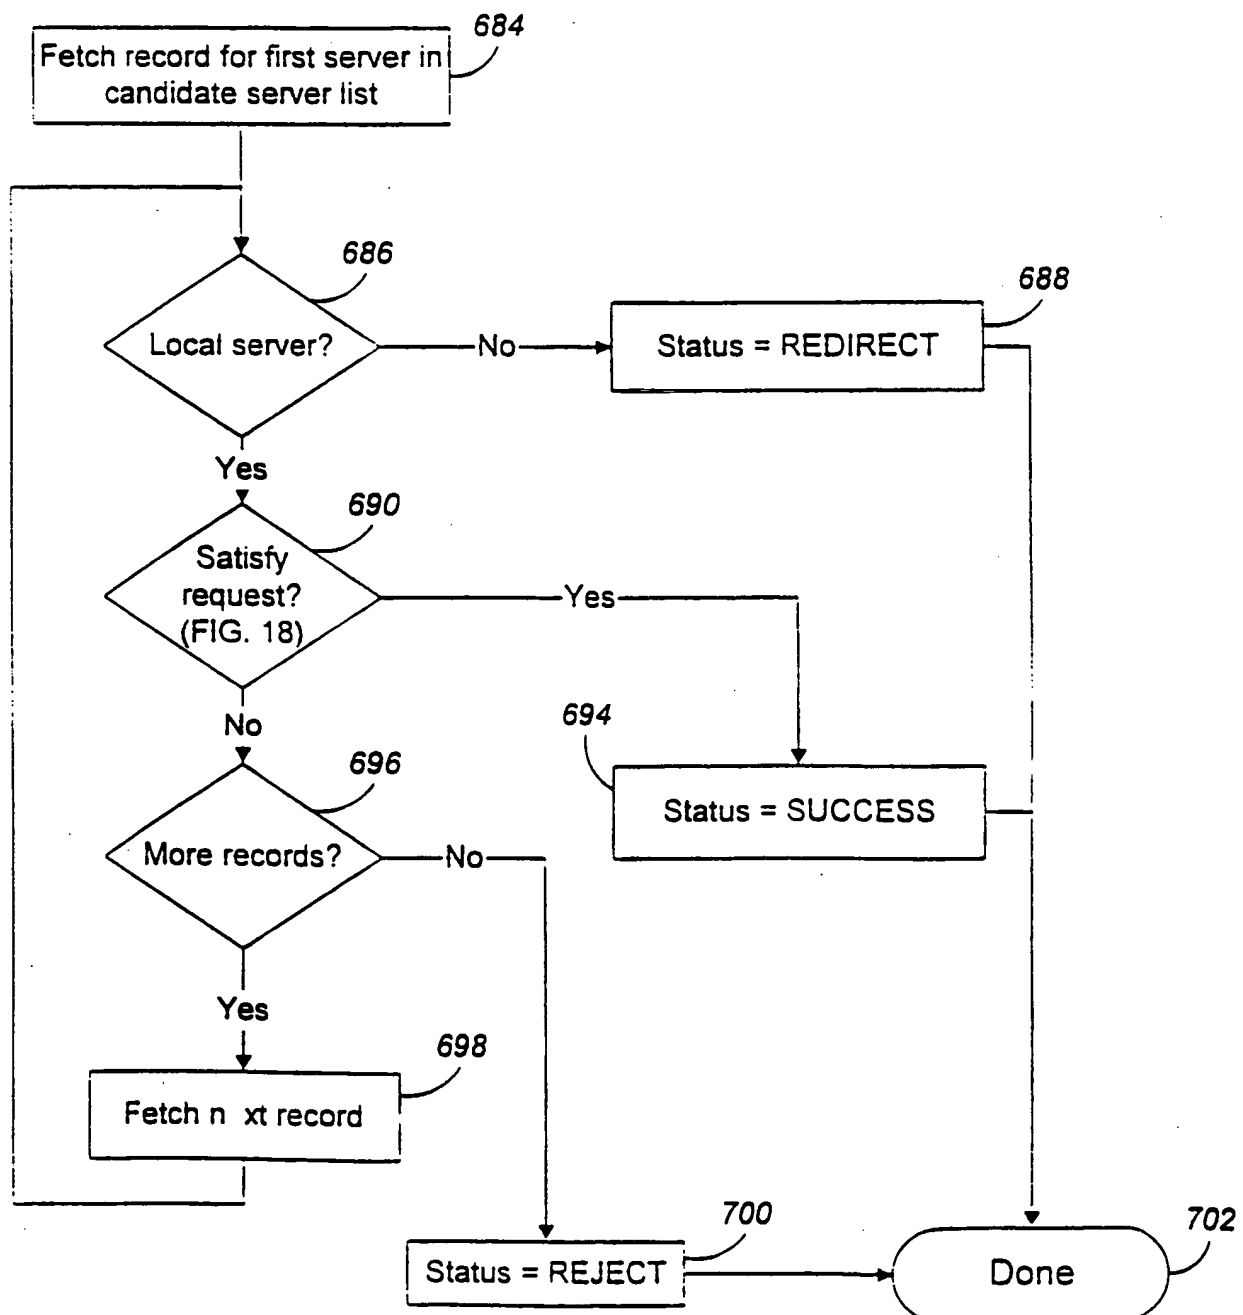 684
Fetch record for first server in
candidate server list
686
Local server?
No
688
Status = REDIRECT
Yes
690
Satisfy
request?
(FIG. 18)
Yes
No
694
Status = SUCCESS
696
More records?
No
Yes
698
Fetch n xt record
700
Status = REJECT
702
Done